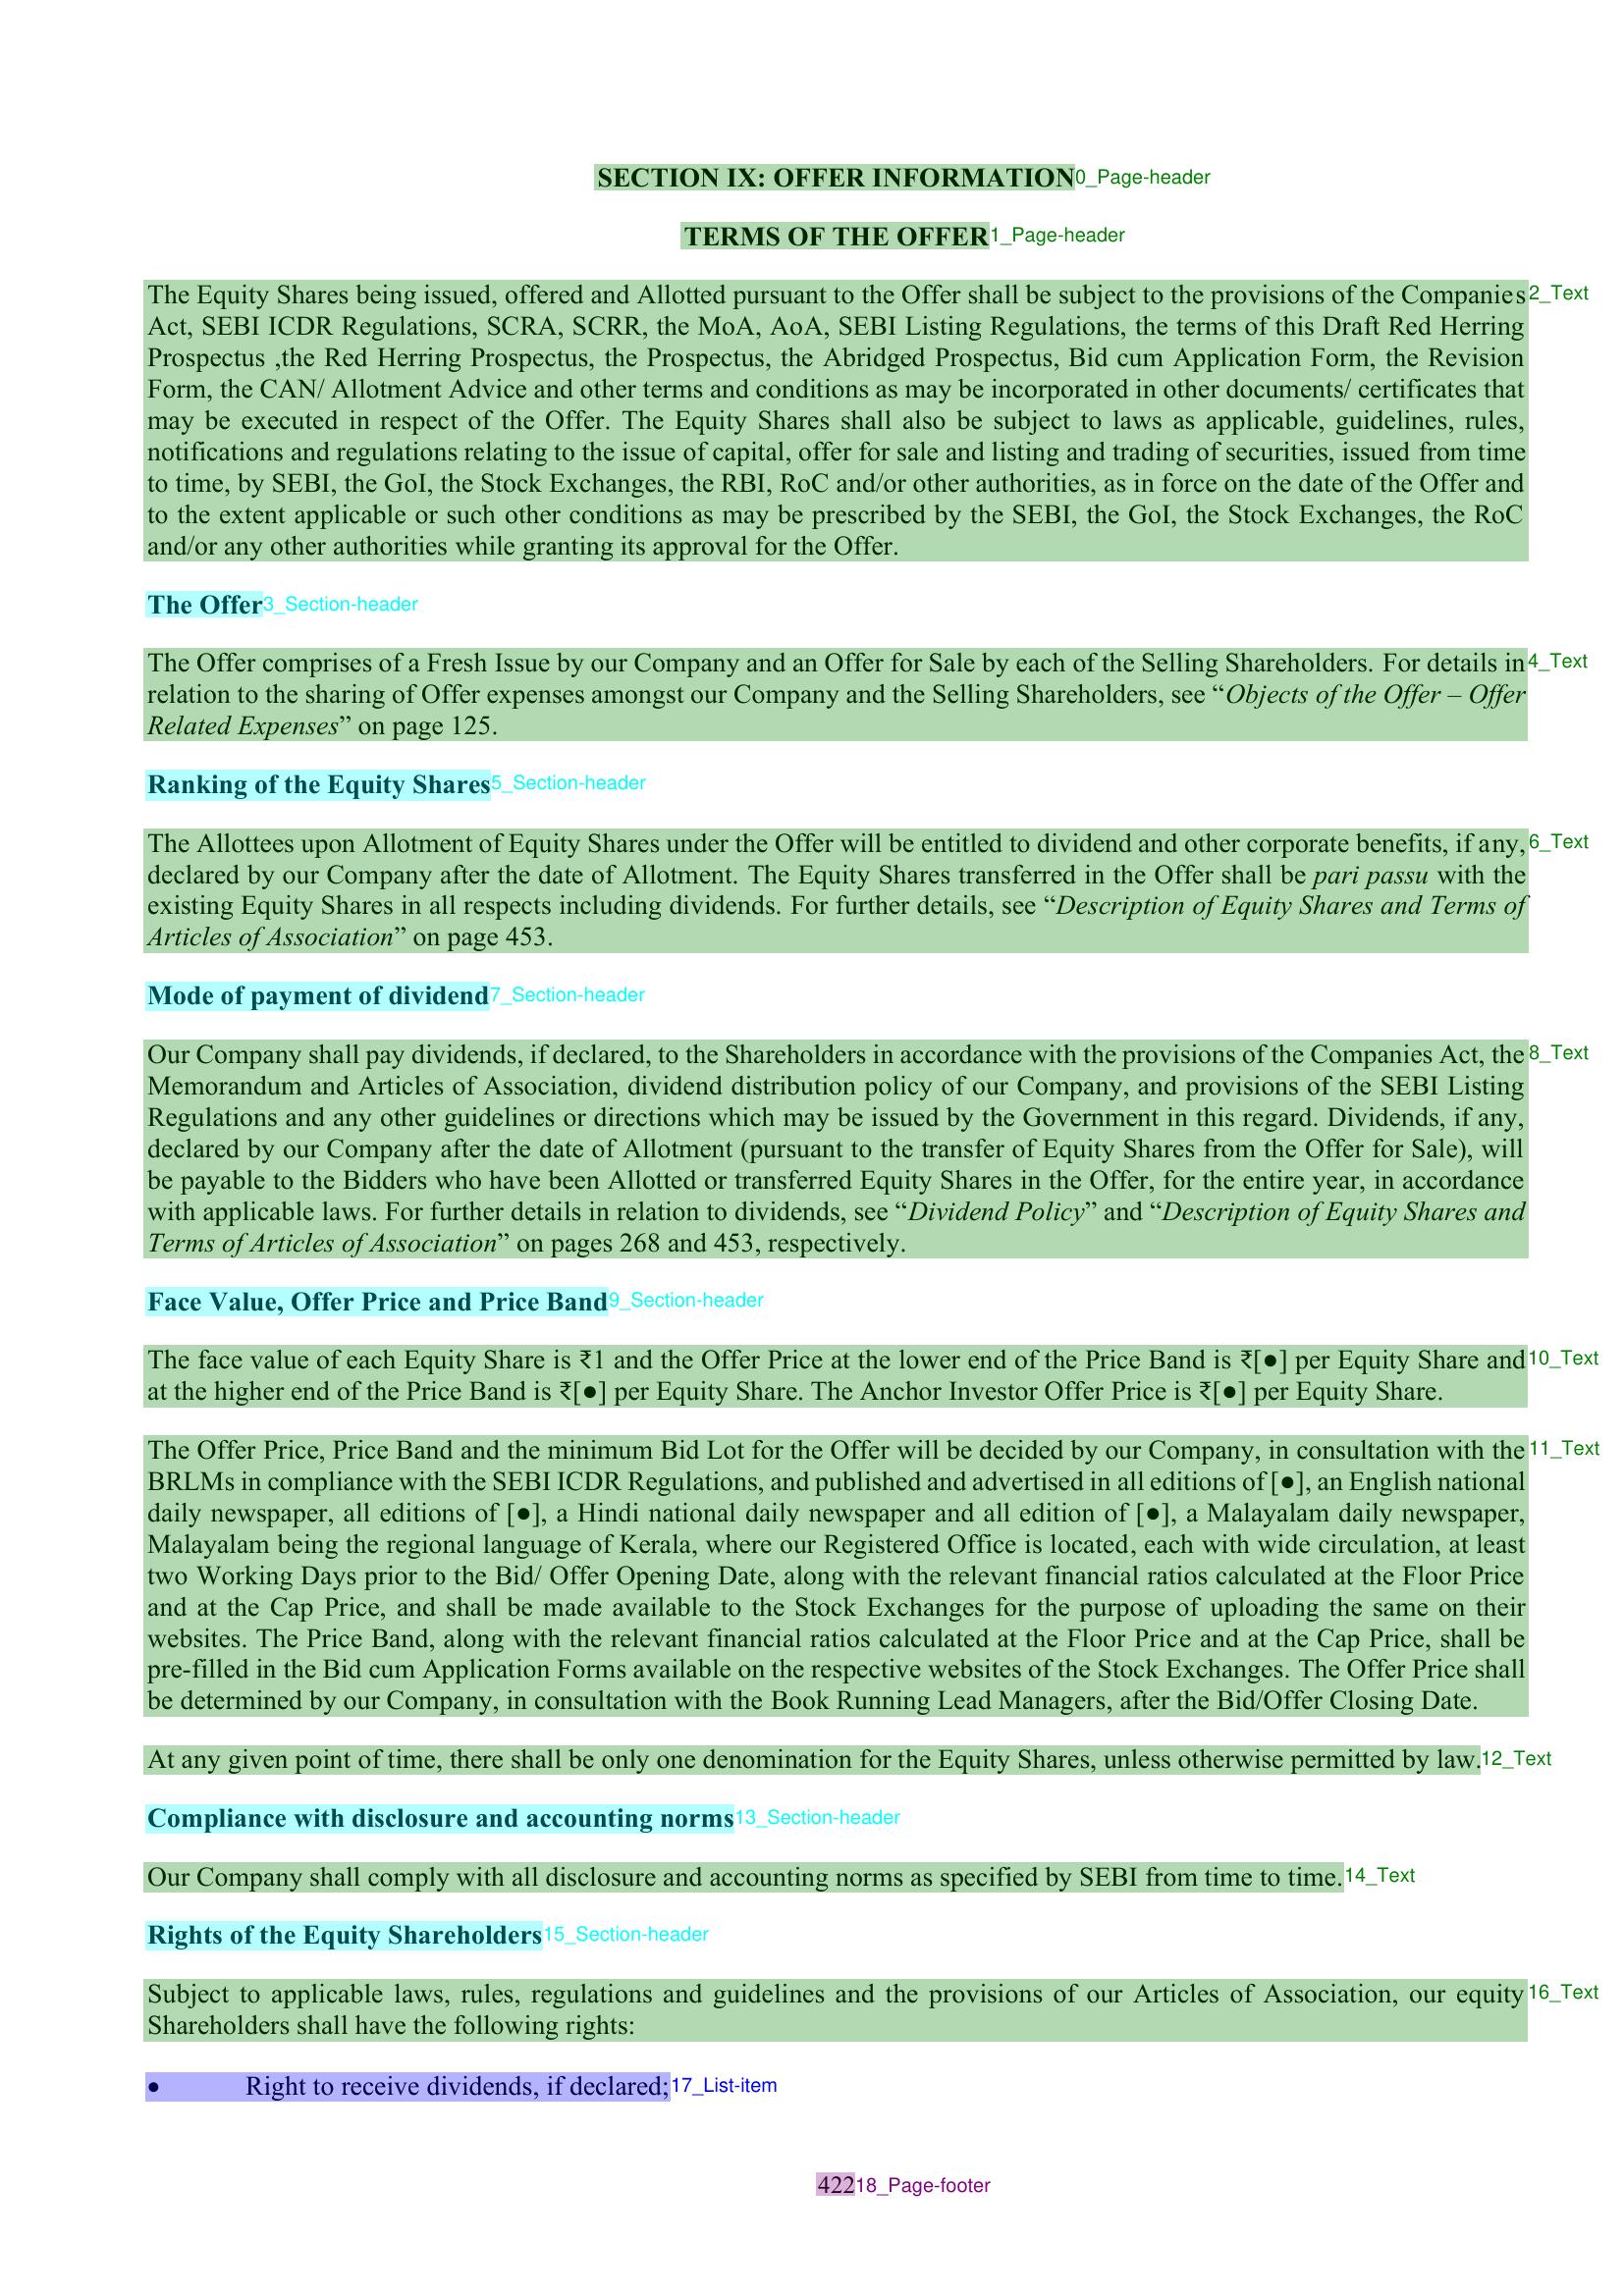 SECTION IX: OFFER INFORMATION0_Page-header
TERMS OF THE OFFER1_Page-header
The Equity Shares being issued, offered and Allotted pursuant to the Offer shall be subject to the provisions of the Companies2_Text
Act, SEBI ICDR Regulations, SCRA, SCRR, the MoA, AoA, SEBI Listing Regulations, the terms of this Draft Red Herring
Prospectus ,the Red Herring Prospectus, the Prospectus, the Abridged Prospectus, Bid cum Application Form, the Revision
Form, the CAN/ Allotment Advice and other terms and conditions as may be incorporated in other documents/ certificates that
may be executed in respect of the Offer. The Equity Shares shall also be subject to laws as applicable, guidelines, rules,
notifications and regulations relating to the issue of capital, offer for sale and listing and trading of securities, issued from time
to time, by SEBI, the GoI, the Stock Exchanges, the RBI, RoC and/or other authorities, as in force on the date of the Offer and
to the extent applicable or such other conditions as may be prescribed by the SEBI, the GoI, the Stock Exchanges, the RoC
and/or any other authorities while granting its approval for the Offer.
The Offer3_Section-header
The Offer comprises of a Fresh Issue by our Company and an Offer for Sale by each of the Selling Shareholders. For details in4_Text
relation to the sharing of Offer expenses amongst our Company and the Selling Shareholders, see “Objects of the Offer – Offer
Related Expenses” on page 125.
Ranking of the Equity Shares5_Section-header
The Allottees upon Allotment of Equity Shares under the Offer will be entitled to dividend and other corporate benefits, if any,6_Text
declared by our Company after the date of Allotment. The Equity Shares transferred in the Offer shall be pari passu with the
existing Equity Shares in all respects including dividends. For further details, see “Description of Equity Shares and Terms of
Articles of Association” on page 453.
Mode of payment of dividend7_Section-header
Our Company shall pay dividends, if declared, to the Shareholders in accordance with the provisions of the Companies Act, the8_Text
Memorandum and Articles of Association, dividend distribution policy of our Company, and provisions of the SEBI Listing
Regulations and any other guidelines or directions which may be issued by the Government in this regard. Dividends, if any,
declared by our Company after the date of Allotment (pursuant to the transfer of Equity Shares from the Offer for Sale), will
be payable to the Bidders who have been Allotted or transferred Equity Shares in the Offer, for the entire year, in accordance
with applicable laws. For further details in relation to dividends, see “Dividend Policy” and “Description of Equity Shares and
Terms of Articles of Association” on pages 268 and 453, respectively.
Face Value, Offer Price and Price Band9_Section-header
The face value of each Equity Share is ₹1 and the Offer Price at the lower end of the Price Band is ₹[●] per Equity Share and10_Text
at the higher end of the Price Band is ₹[●] per Equity Share. The Anchor Investor Offer Price is ₹[●] per Equity Share.
The Offer Price, Price Band and the minimum Bid Lot for the Offer will be decided by our Company, in consultation with the11_Text
BRLMs in compliance with the SEBI ICDR Regulations, and published and advertised in all editions of [●], an English national
daily newspaper, all editions of [●], a Hindi national daily newspaper and all edition of [●], a Malayalam daily newspaper,
Malayalam being the regional language of Kerala, where our Registered Office is located, each with wide circulation, at least
two Working Days prior to the Bid/ Offer Opening Date, along with the relevant financial ratios calculated at the Floor Price
and at the Cap Price, and shall be made available to the Stock Exchanges for the purpose of uploading the same on their
websites. The Price Band, along with the relevant financial ratios calculated at the Floor Price and at the Cap Price, shall be
pre-filled in the Bid cum Application Forms available on the respective websites of the Stock Exchanges. The Offer Price shall
be determined by our Company, in consultation with the Book Running Lead Managers, after the Bid/Offer Closing Date.
At any given point of time, there shall be only one denomination for the Equity Shares, unless otherwise permitted by law.12_Text
Compliance with disclosure and accounting norms13_Section-header
Our Company shall comply with all disclosure and accounting norms as specified by SEBI from time to time.14_Text
Rights of the Equity Shareholders15_Section-header
Subject to applicable laws, rules, regulations and guidelines and the provisions of our Articles of Association, our equity16_Text
Shareholders shall have the following rights:
● Right to receive dividends, if declared;17_List-item
42218_Page-footer